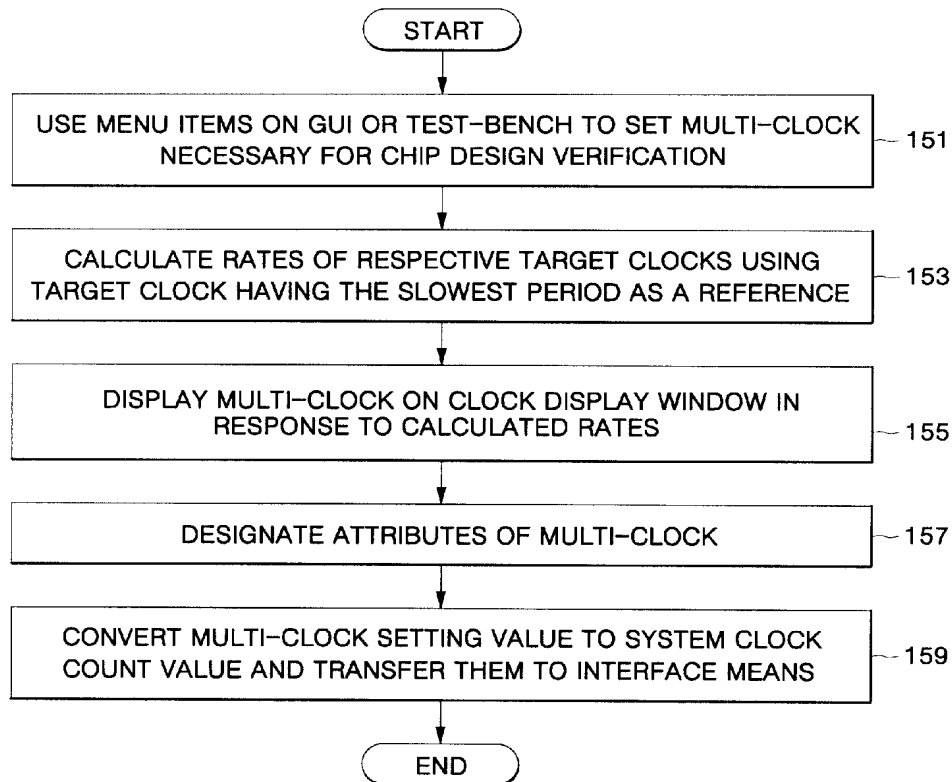 START
USE MENU ITEMS ON GUI OR TEST-BENCH TO SET MULTI-CLOCK
NECESSARY FOR CHIP DESIGN VERIFICATION
151
CALCULATE RATES OF RESPECTIVE TARGET CLOCKS USING
TARGET CLOCK HAVING THE SLOWEST PERIOD AS A REFERENCE
153
DISPLAY MULTI-CLOCK ON CLOCK DISPLAY WINDOW IN
RESPONSE TO CALCULATED RATES
155
DESIGNATE ATTRIBUTES OF MULTI-CLOCK
157
CONVERT MULTI-CLOCK SETTING VALUE TO SYSTEM CLOCK
COUNT VALUE AND TRANSFER THEM TO INTERFACE MEANS
159
END